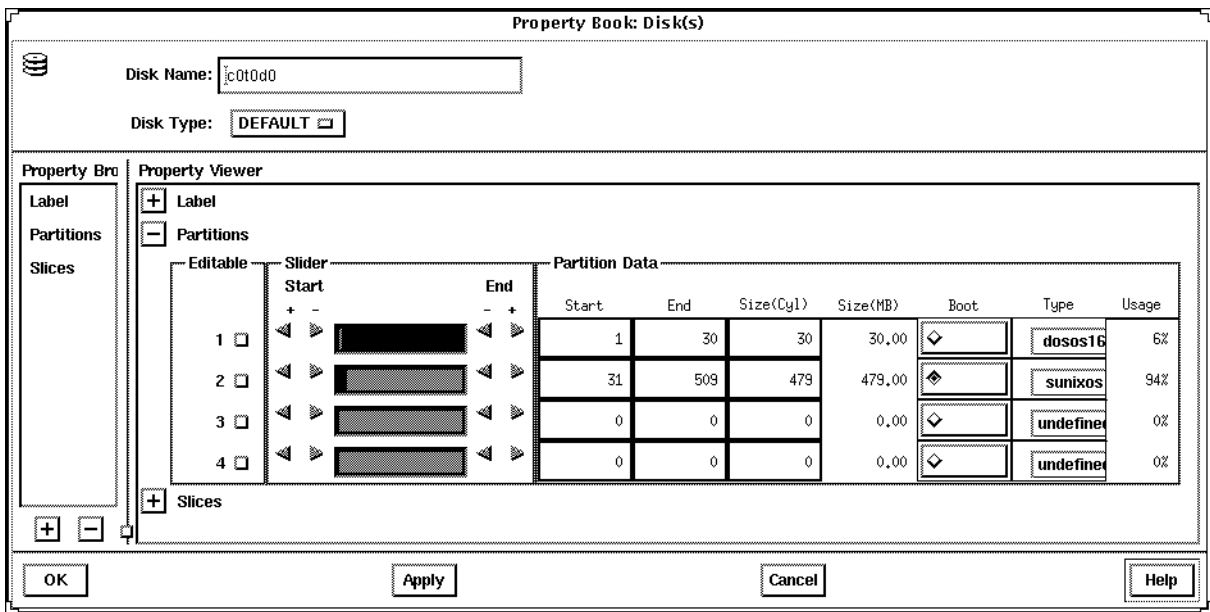 Property Book: Disk(s)
Disk Name: c0t0d0
Disk Type: DEFAULT
Property Bro Property Viewer
Label
Partitions
Slices
+ Label
− Partitions
Editable Slider Partition Data
Start End
+ − − + Start End Size(Cyl) Size(MB) Boot Type Usage
1 1 30 30 30.00 dosos16 6%
2 31 509 479 479.00 sunixos 94%
3 0 0 0 0.00 undefined 0%
4 0 0 0 0.00 undefined 0%
+ Slices
+ −
OK Apply Cancel Help